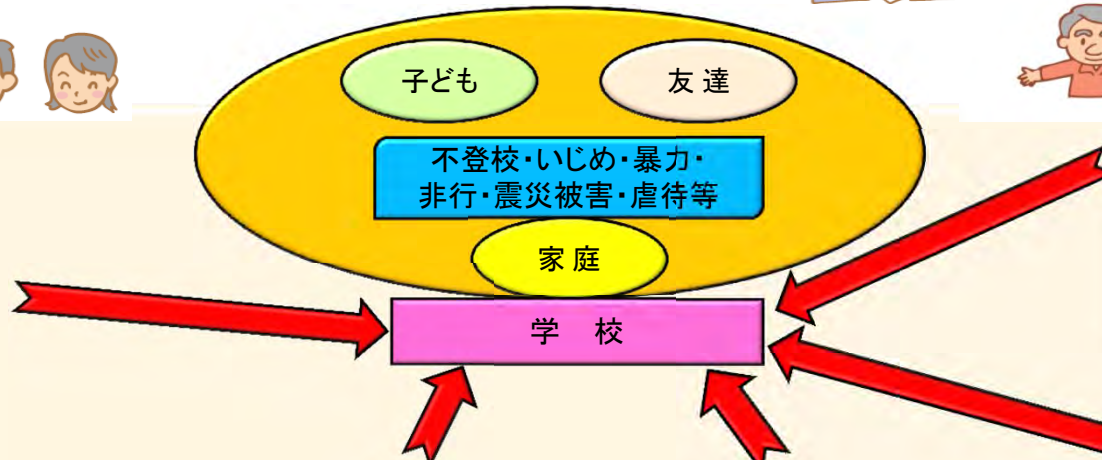 子ども
友達
不登校・いじめ・暴力・
非行・震災被害・虐待等
家庭
学　校